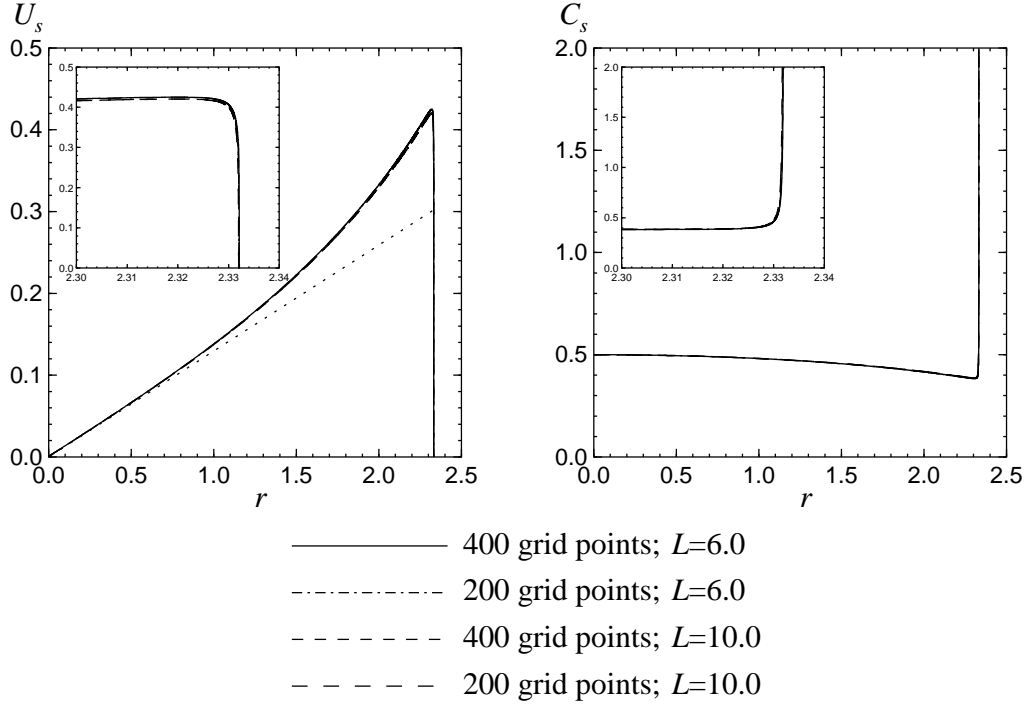 U_s
0.5
0.4
0.3
0.2
0.1
0.0
0.0 0.5 1.0 1.5 2.0 2.5
r
0.5
0.4
0.3
0.2
0.1
0.0
2.30 2.31 2.32 2.33 2.34
C_s
2.0
1.5
1.0
0.5
0.0
0.0 0.5 1.0 1.5 2.0 2.5
r
2.0
1.5
1.0
0.5
0.0
2.30 2.31 2.32 2.33 2.34
400 grid points; L=6.0
200 grid points; L=6.0
400 grid points; L=10.0
200 grid points; L=10.0